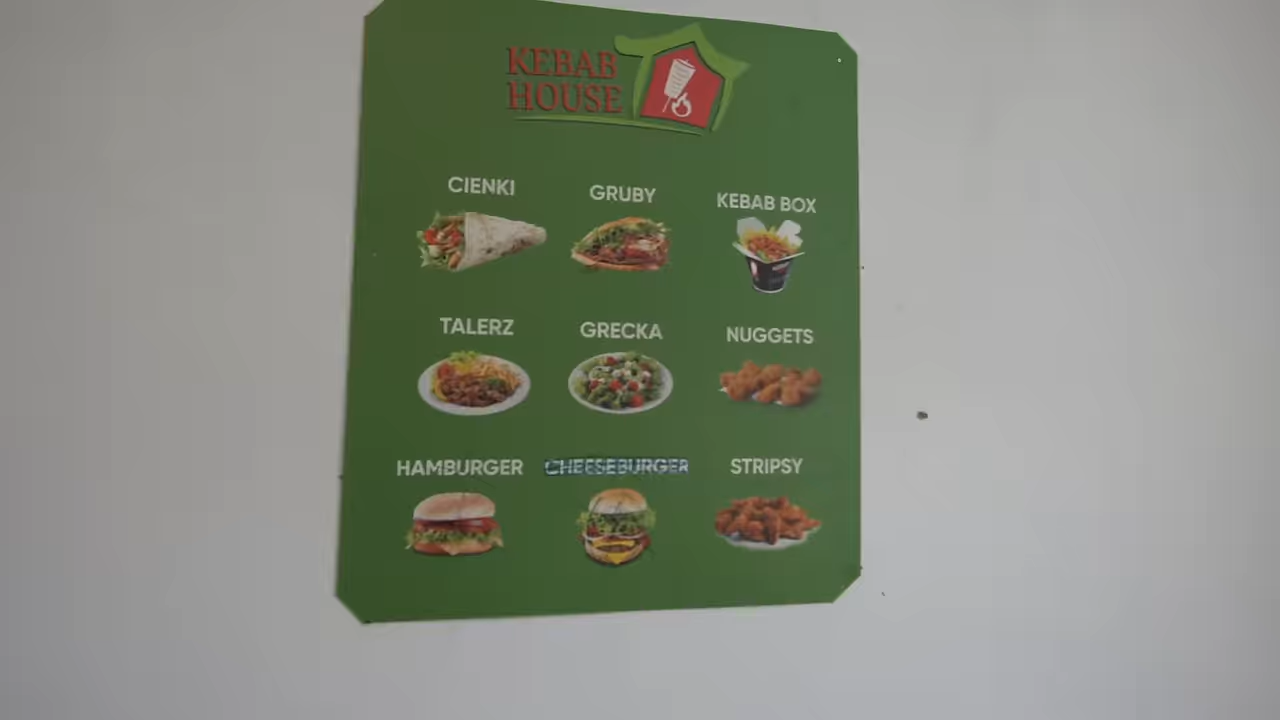 KEBAB
HOUSE
CIENKI
GRUBY
KEBAB BOX
TALERZ
GRECKA
NUGGETS
HAMBURGER
CHEESEBURGER
STRIPSY